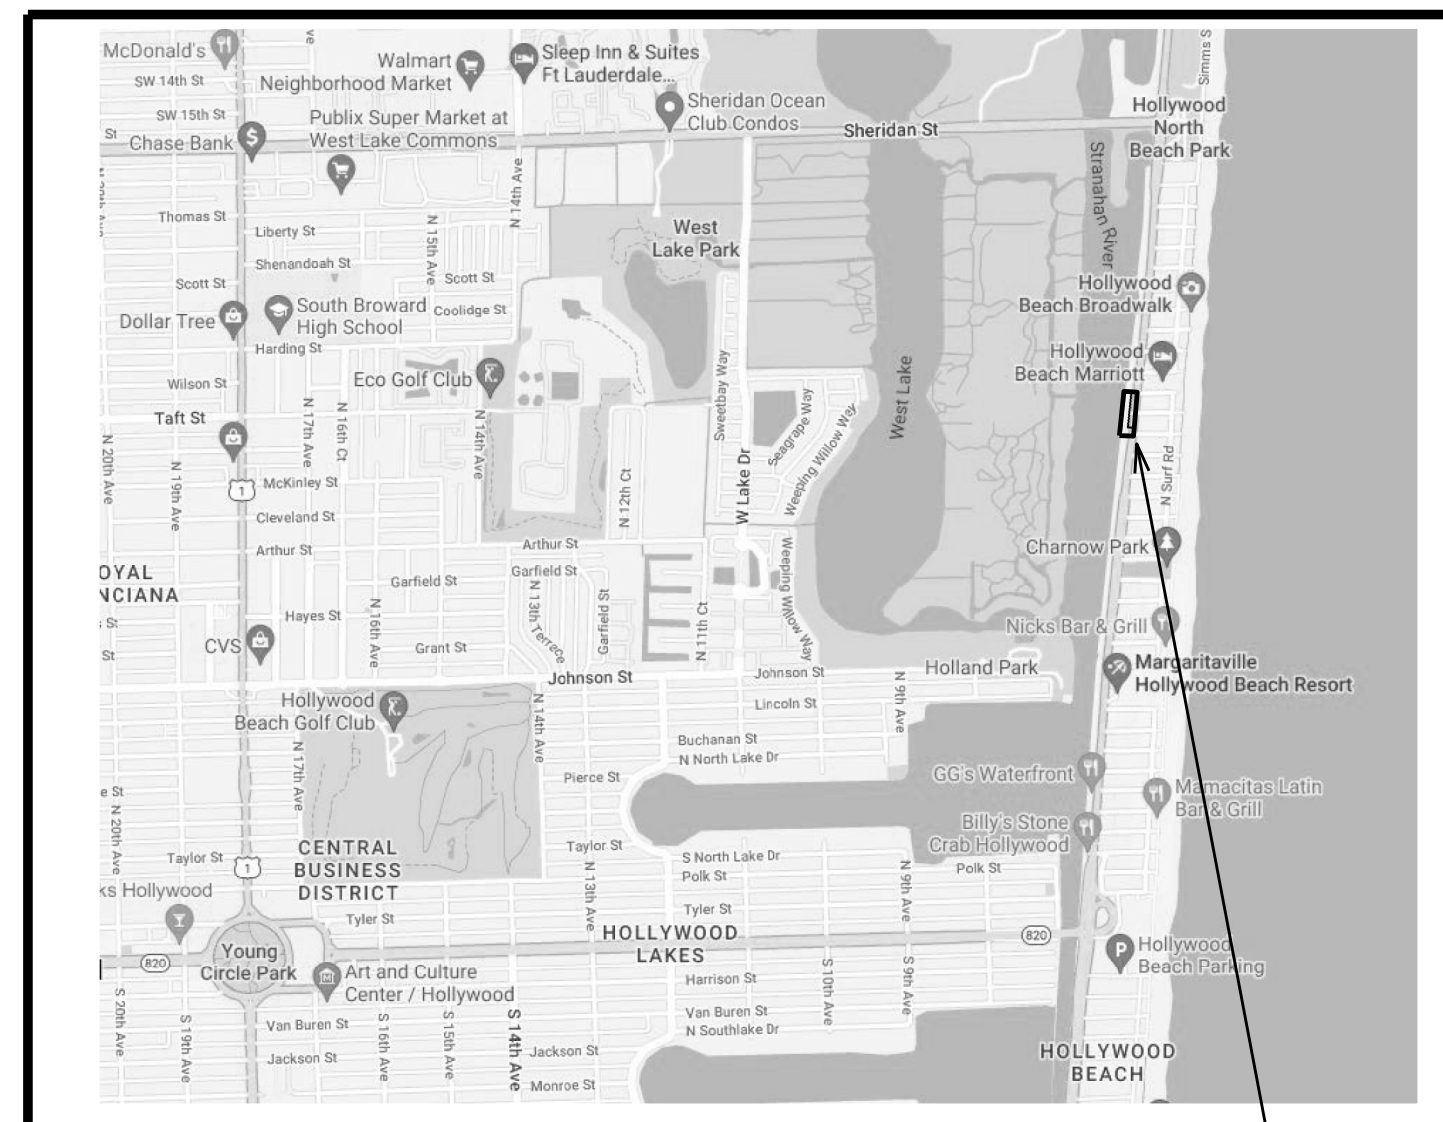 McDonald's
SW 14th St
Walmart
Neighborhood Market
Sleep Inn & Suites
Ft Lauderdale...
Simms S
SW 15th St
St
Chase Bank
Publix Super Market at
West Lake Commons
Sheridan Ocean
Club Condos
Sheridan St
Hollywood
North
Beach Park
N 14th Ave
Stranahan River
Thomas St
Liberty St
N 15th Ave
West
Lake Park
Shenandoah St
Scott St
Scott St
Hollywood
Beach Broadwalk
South Broward
High School
Coolidge St
Dollar Tree
Harding St
Hollywood
Beach Marriott
Wilson St
Eco Golf Club
Sweetbay Way
West Lake
Seagrape Way
Weeping Willow Way
Taft St
N 17th Ave
N 16th Ct
N 14th Ave
N 20th Ave
N 19th Ave
N 12th Ct
W Lake Dr
N Surf Rd
1
McKinley St
Cleveland St
Arthur St
Arthur St
Charnow Park
OYAL
NCIANA
Garfield St
Garfield St
N 13th Terrace
Garfield St
N 11th Ct
Weeping Willow Way
St
Hayes St
N 16th Ave
Nicks Bar & Grill
St
CVS
Grant St
Johnson St
Johnson St
Holland Park
Margaritaville
Hollywood Beach Resort
Hollywood
Beach Golf Club
N 14th Ave
Lincoln St
N 9th Ave
N 17th Ave
Buchanan St
N North Lake Dr
Pierce St
GG's Waterfront
e St
N 20th Ave
Mamacitas Latin
Bar & Grill
Billy's Stone
Crab Hollywood
Taylor St
1
CENTRAL
BUSINESS
DISTRICT
Taylor St
N 13th Ave
S North Lake Dr
Polk St
N 9th Ave
Polk St
ks Hollywood
Tyler St
Tyler St
HOLLYWOOD
LAKES
820
Young
Circle Park
820
Art and Culture
Center / Hollywood
Harrison St
S 10th Ave
S 9th Ave
Hollywood
Beach Parking
S 20th Ave
S 19th Ave
Van Buren St
S 16th Ave
S 15th Ave
S 14th Ave
Van Buren St
N Southlake Dr
Jackson St
Jackson St
Monroe St
HOLLYWOOD
BEACH